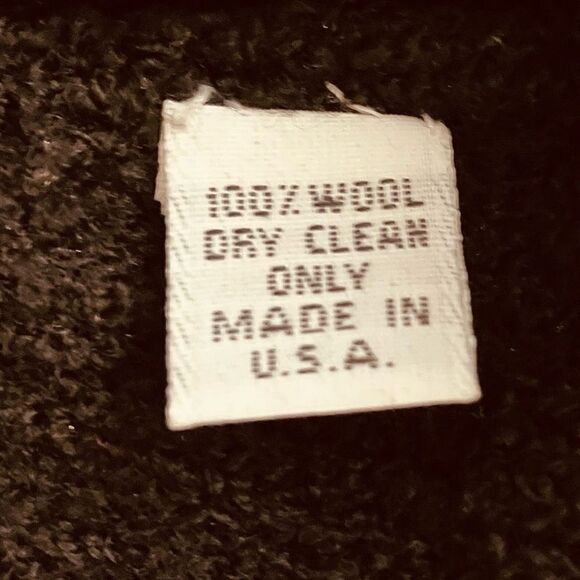 100% WOOL
DRY CLEAN
ONLY
MADE IN
U.S.A.